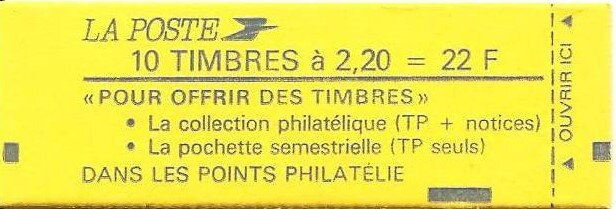 LA POSTE
10 TIMBRES à 2,20 = 22 F
«POUR OFFRIR DES TIMBRES»
• La collection philatélique (TP + notices)
• La pochette semestrielle (TP seuls)
DANS LES POINTS PHILATÉLIE
▲ OUVRIR ICI ▲